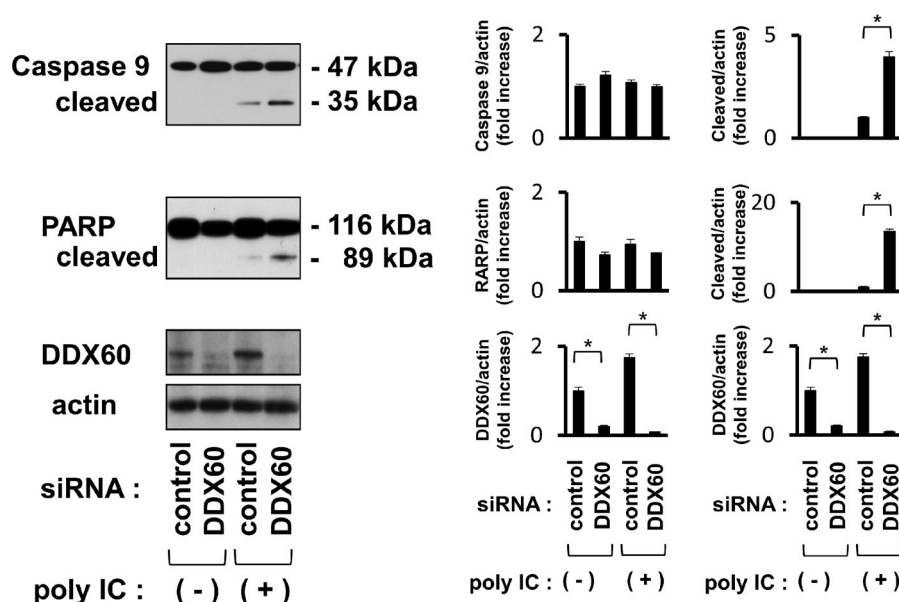 Caspase 9
cleaved
- 47 kDa
- 35 kDa
PARP
cleaved
- 116 kDa
- 89 kDa
DDX60
actin
siRNA :
control
DDX60
control
DDX60
poly IC :
( - )
( + )
Caspase 9/actin
(fold increase)
2
0
Cleaved/actin
(fold increase)
5
0
*
RARP/actin
(fold increase)
2
0
Cleaved/actin
(fold increase)
20
0
*
DDX60/actin
(fold increase)
2
0
*
*
DDX60/actin
(fold increase)
2
0
*
*
siRNA :
control
DDX60
control
DDX60
poly IC :
( - )
( + )
siRNA :
control
DDX60
control
DDX60
poly IC :
( - )
( + )